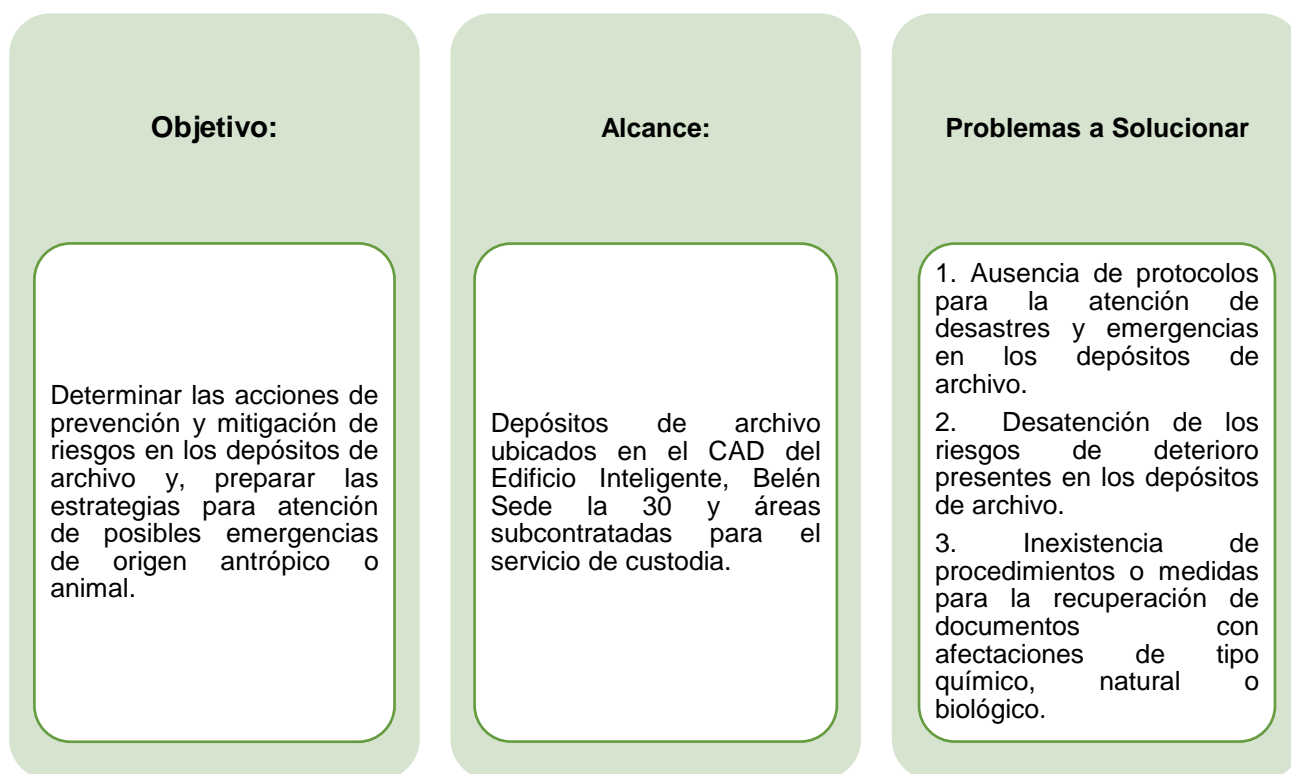 Objetivo:
Determinar las acciones de
prevención y mitigación de
riesgos en los depósitos de
archivo y, preparar las
estrategias para atención
de posibles emergencias
de origen antrópico o
animal.
Alcance:
Depósitos de archivo
ubicados en el CAD del
Edificio Inteligente, Belén
Sede la 30 y áreas
subcontratadas para el
servicio de custodia.
Problemas a Solucionar
1. Ausencia de protocolos
para la atención de
desastres y emergencias
en los depósitos de
archivo.
2. Desatención de los
riesgos de deterioro
presentes en los depósitos
de archivo.
3. Inexistencia de
procedimientos o medidas
para la recuperación de
documentos con
afectaciones de tipo
químico, natural o
biológico.